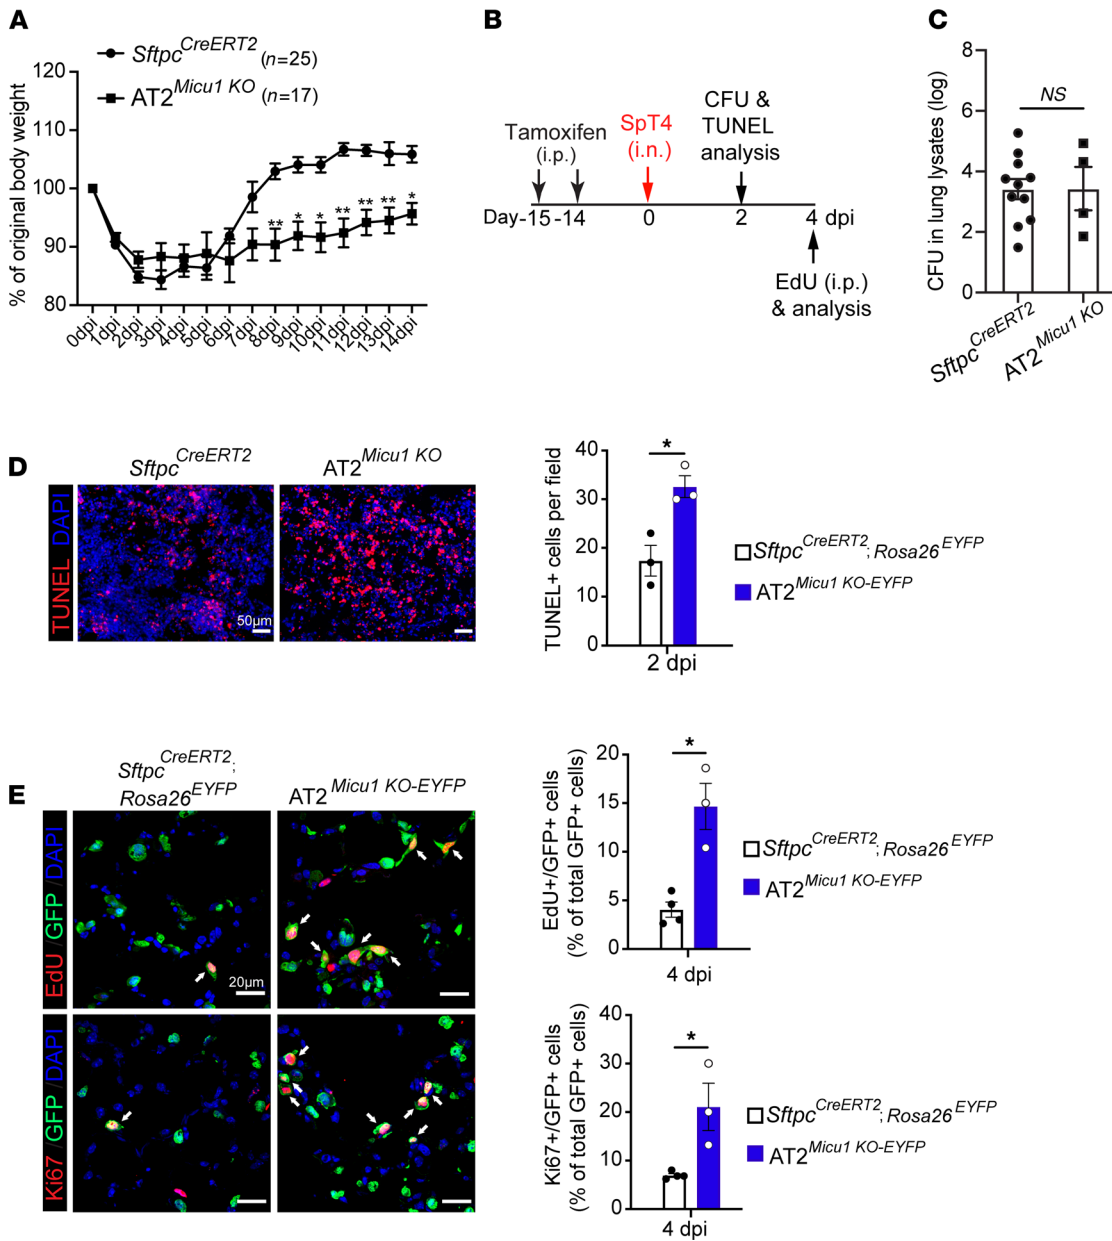 A
Sftpc^CreERT2 (n=25)
AT2^Micu1 KO (n=17)
% of original body weight
120
110
100
90
80
** * * ** ** ** *
0dpi
1dpi
2dpi
3dpi
4dpi
5dpi
6dpi
7dpi
8dpi
9dpi
10dpi
11dpi
12dpi
13dpi
14dpi
B
Tamoxifen
(i.p.)
SpT4
(i.n.)
CFU &
TUNEL
analysis
Day-15 -14 0 2 4 dpi
EdU (i.p.)
& analysis
C
CFU in lung lysates (log)
8
6
4
2
0
NS
Sftpc^CreERT2
AT2^Micu1 KO
D
Sftpc^CreERT2
AT2^Micu1 KO
TUNEL DAPI
50μm
TUNEL+ cells per field
40
30
20
10
0
*
2 dpi
Sftpc^CreERT2; Rosa26^EYFP
AT2^Micu1 KO-EYFP
E
Sftpc^CreERT2;
Rosa26^EYFP
AT2^Micu1 KO-EYFP
EdU/GFP/DAPI
20μm
Ki67/GFP/DAPI
EdU+/GFP+ cells
(% of total GFP+ cells)
20
15
10
5
0
*
4 dpi
Sftpc^CreERT2; Rosa26^EYFP
AT2^Micu1 KO-EYFP
Ki67+/GFP+ cells
(% of total GFP+ cells)
40
30
20
10
0
*
4 dpi
Sftpc^CreERT2; Rosa26^EYFP
AT2^Micu1 KO-EYFP